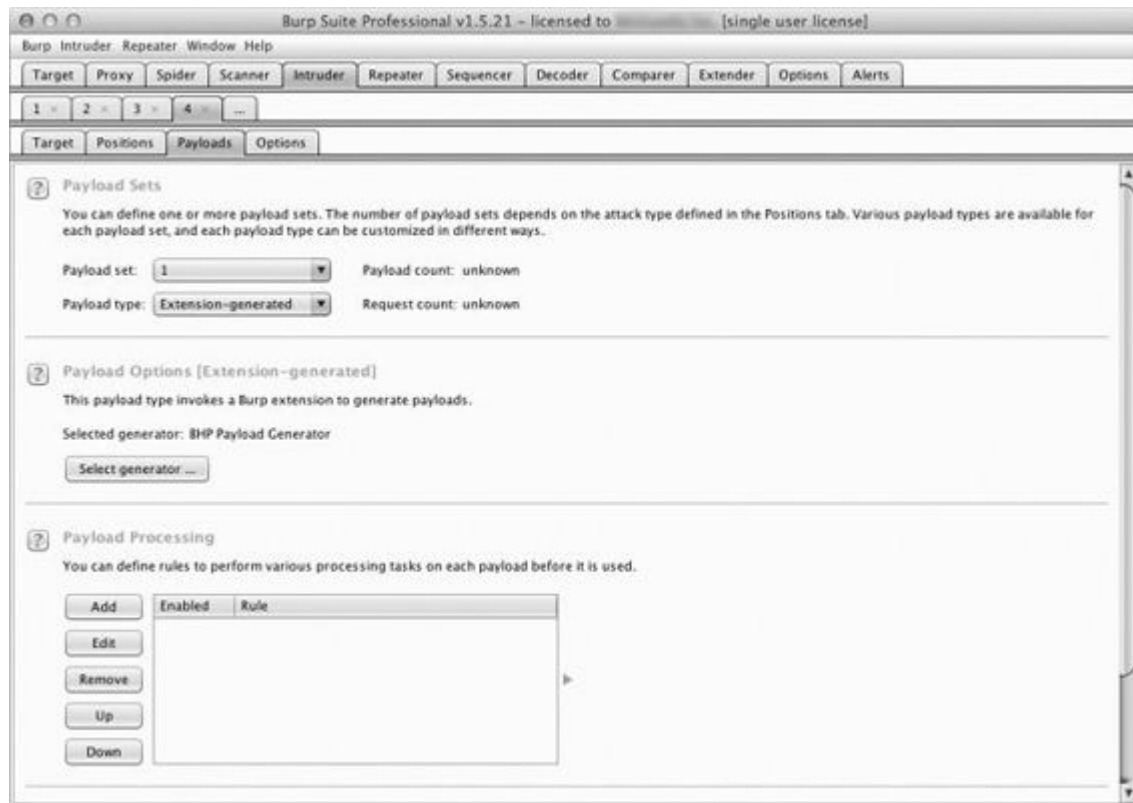 Burp Suite Professional v1.5.21 - licensed to [single user license]
Burp Intruder Repeater Window Help
Target Proxy Spider Scanner Intruder Repeater Sequencer Decoder Comparer Extender Options Alerts
1 × 2 × 3 × 4 × ...
Target Positions Payloads Options
? Payload Sets
You can define one or more payload sets. The number of payload sets depends on the attack type defined in the Positions tab. Various payload types are available for
each payload set, and each payload type can be customized in different ways.
Payload set: 1 Payload count: unknown
Payload type: Extension-generated Request count: unknown
? Payload Options [Extension-generated]
This payload type invokes a Burp extension to generate payloads.
Selected generator: BHP Payload Generator
Select generator ...
? Payload Processing
You can define rules to perform various processing tasks on each payload before it is used.
Add Enabled Rule
Edit
Remove
Up
Down